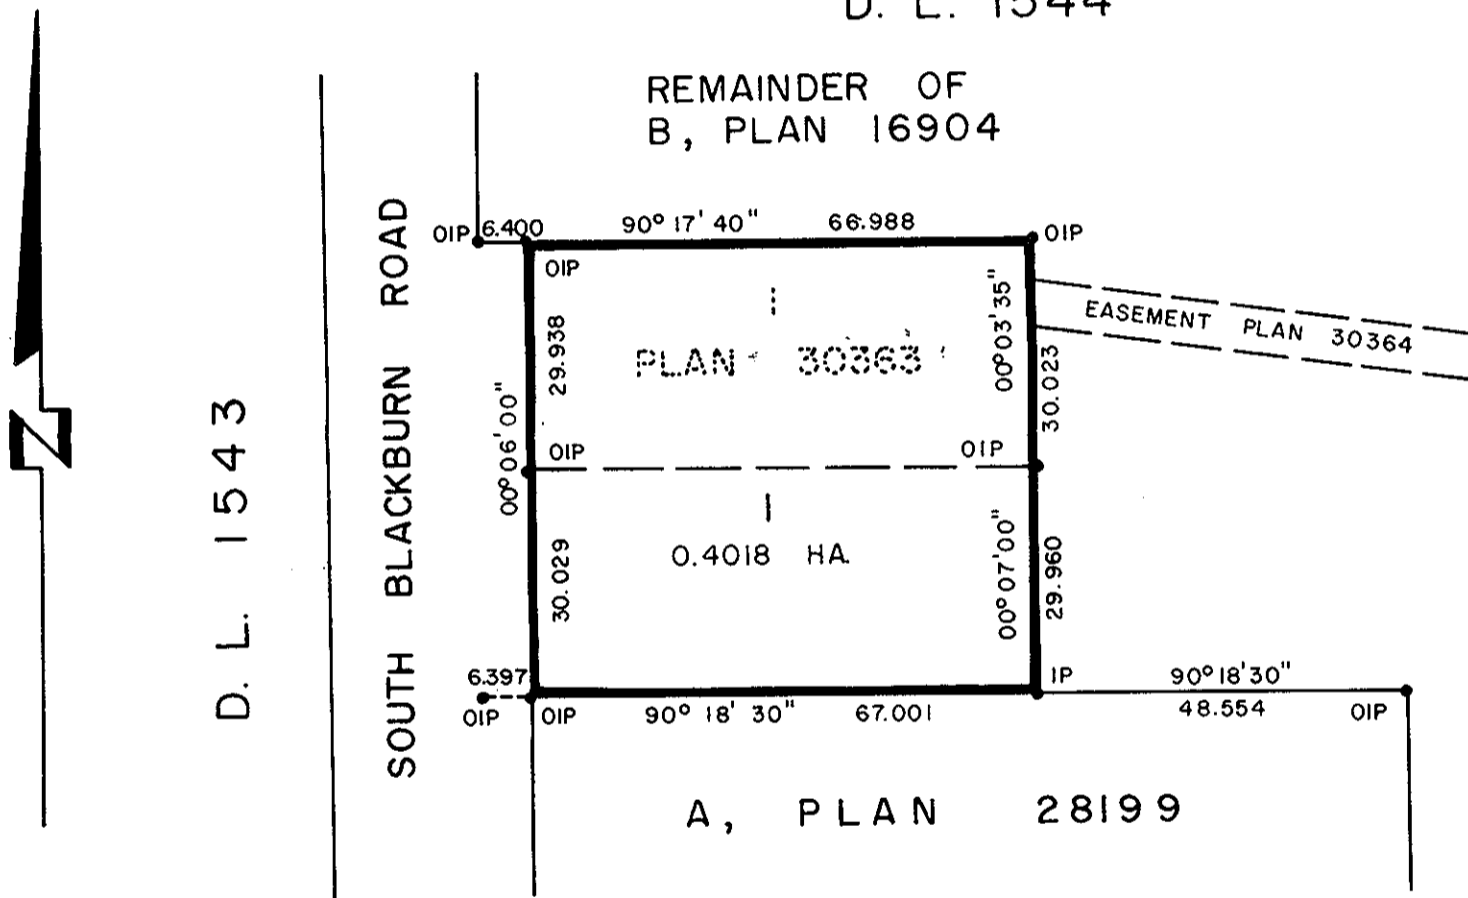 D. L. 1544
REMAINDER OF
B, PLAN 16904
OIP 6.400 90° 17' 40" 66.988 OIP
OIP
29.938
00° 06' 00"
PLAN 30363
1
00° 03' 35"
30.023
EASEMENT PLAN 30364
OIP OIP
1
0.4018 HA.
30.029
00° 07' 00"
29.960
6.397 IP 90° 18' 30"
OIP OIP 90° 18' 30" 67.001 48.554 OIP
A, PLAN 28199
SOUTH BLACKBURN ROAD
D. L. 1543
N